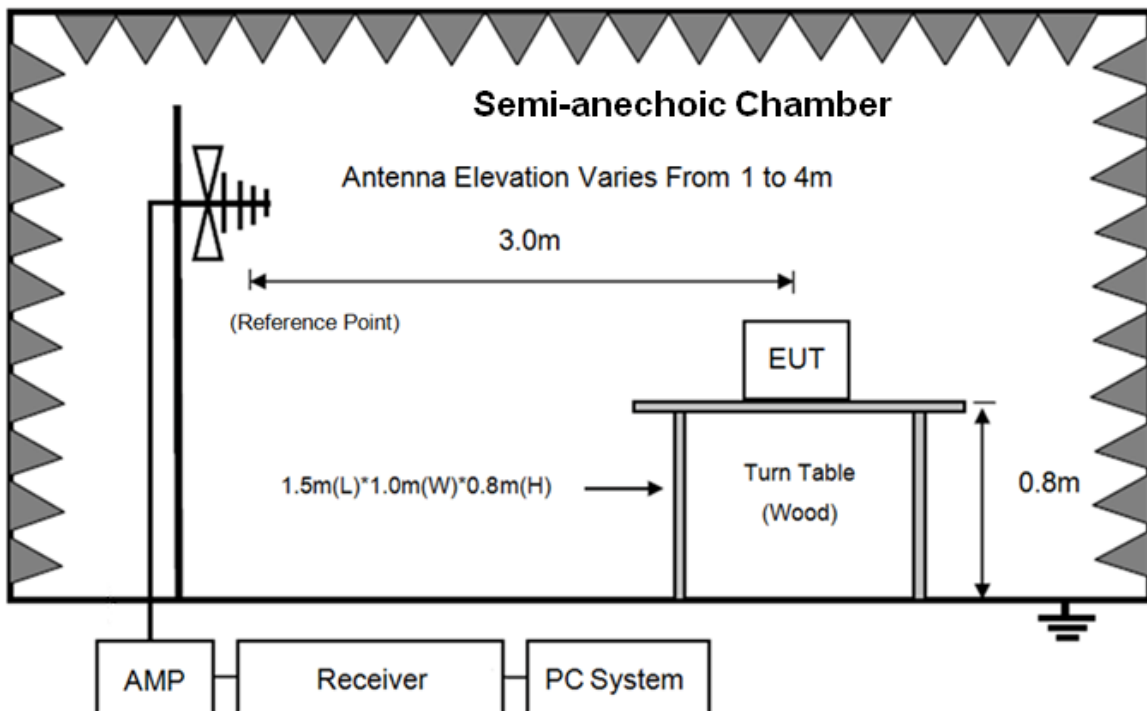 Semi-anechoic Chamber
Antenna Elevation Varies From 1 to 4m
3.0m
(Reference Point)
EUT
1.5m(L)*1.0m(W)*0.8m(H)
Turn Table
(Wood)
0.8m
AMP
Receiver
PC System